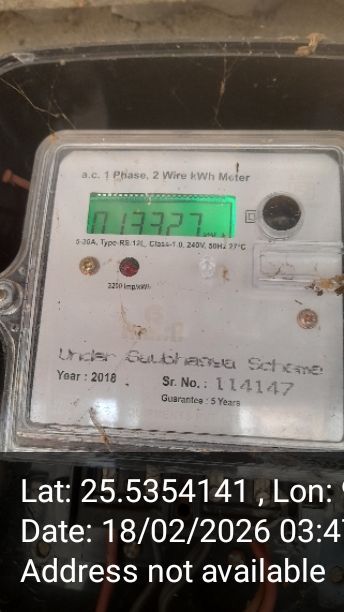 a.c. 1 Phase, 2 Wire kWh Meter
5-30A, Type-RS-12L, Class-1.0, 240V, 50Hz 27°C
3200 imp/kWh
Under Saubhagya Scheme
Year : 2018 Sr. No. : 114147
Guarantee : 5 Years
Lat: 25.5354141 , Lon:
Date: 18/02/2026 03:47
Address not available